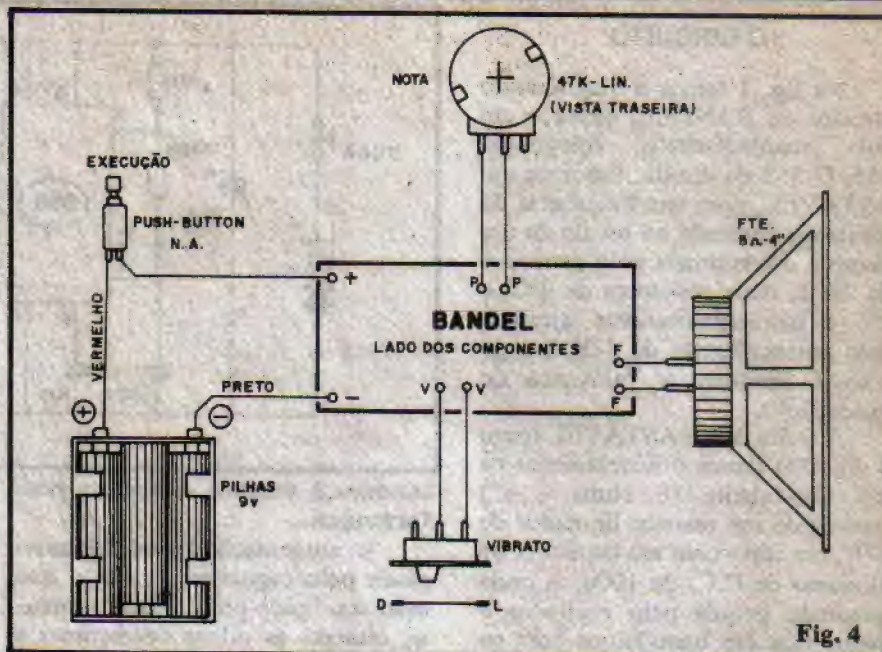 NOTA
47K-LIN.
(VISTA TRASEIRA)
EXECUÇÃO
PUSH-BUTTON
N.A.
FTE.
8Ω-4"
+
P P
BANDEL
LADO DOS COMPONENTES
VERMELHO
F
F
V V
PRETO
-
+
-
PILHAS
9v
VIBRATO
D L
Fig. 4